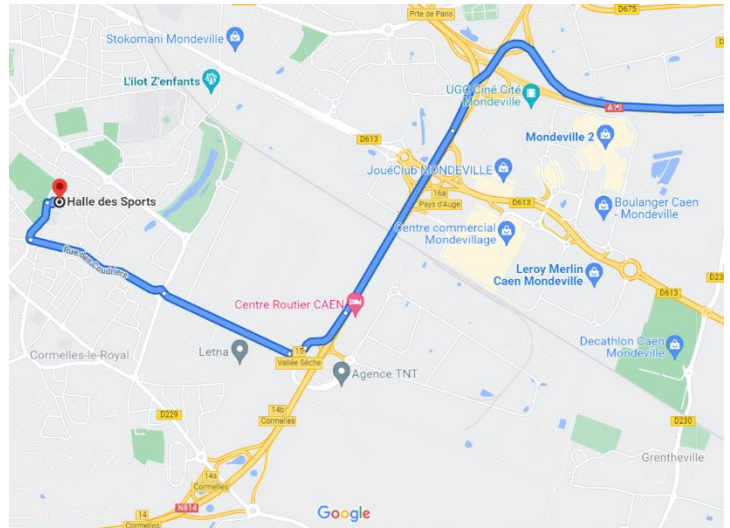 D675
Prte de Paris
Stokomani Mondeville
L'ilot Z'enfants
UGC Ciné Cité
Mondeville
A13
D613
Mondeville 2
JouéClub MONDEVILLE
16a
Pays d'Auge
Halle des Sports
D613
Boulanger Caen
- Mondeville
Centre commercial
Mondevillage
Rue des Coudriers
Leroy Merlin
Caen Mondeville
D230
D613
Centre Routier CAEN
Decathlon Caen
Mondeville
15
Vallée Sèche
Letna
Cormelles-le-Royal
Agence TNT
14b
Cormelles
D229
D230
Grentheville
14a
Cormelles
N814
14
Cormelles
Google